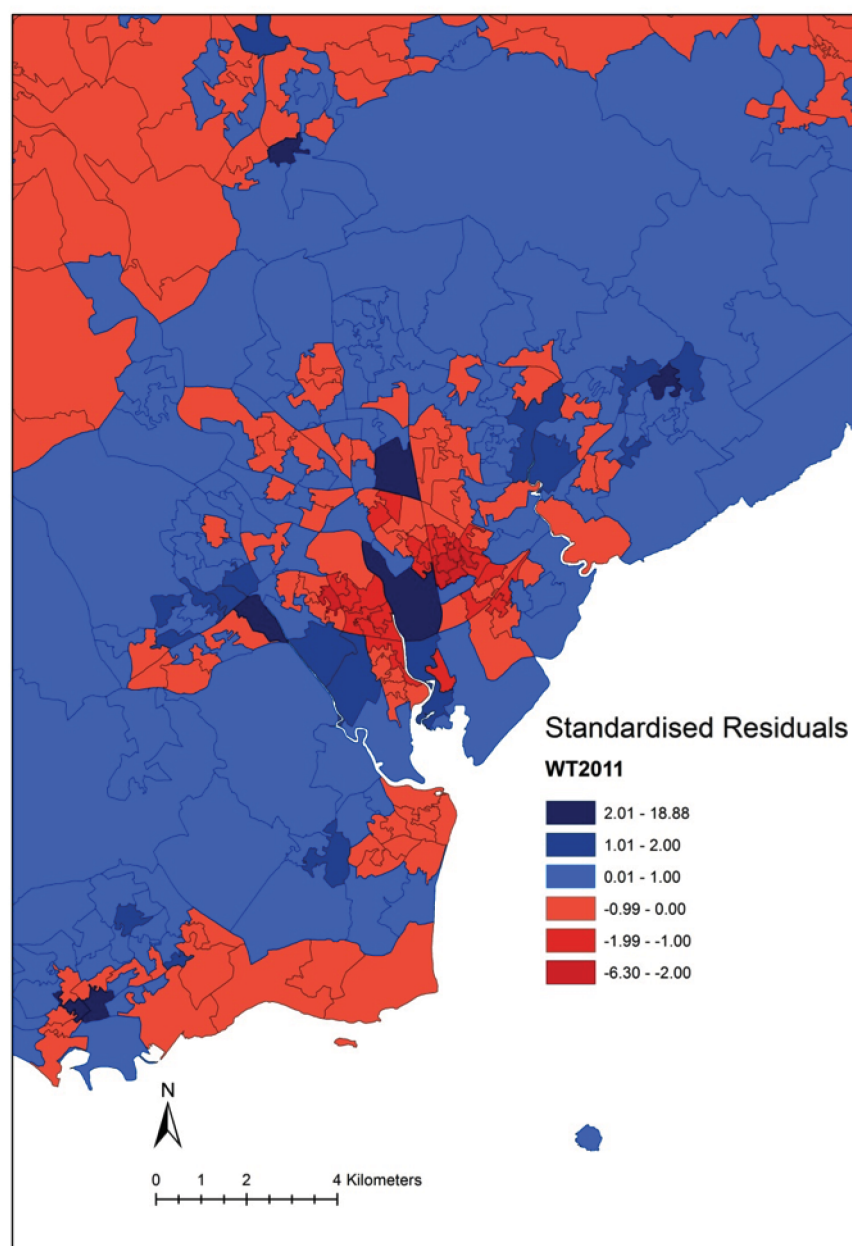 Standardised Residuals
WT2011
2.01 - 18.88
1.01 - 2.00
0.01 - 1.00
-0.99 - 0.00
-1.99 - -1.00
-6.30 - -2.00
N
0 1 2 4 Kilometers